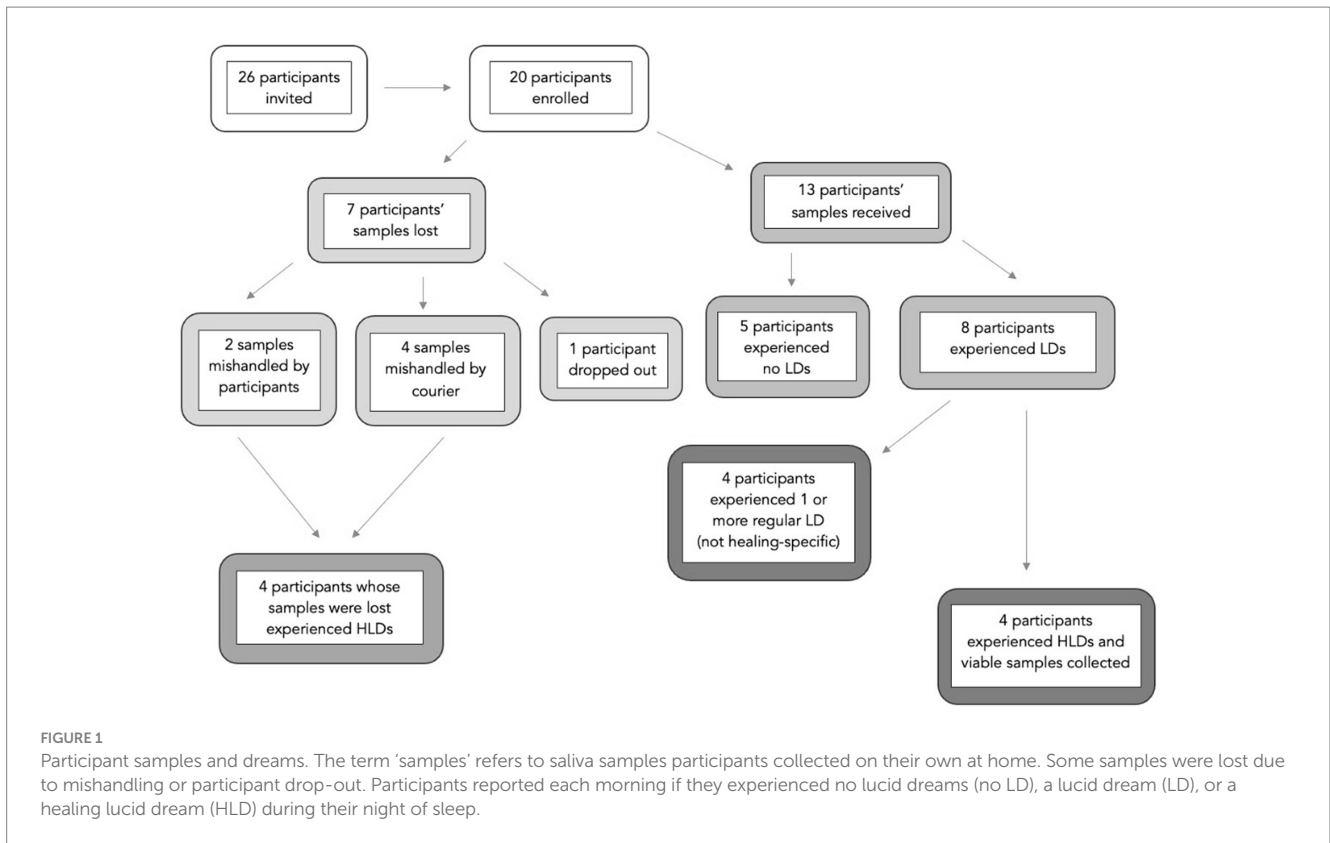 26 participants
invited
20 participants
enrolled
7 participants’
samples lost
13 participants’
samples received
2 samples
mishandled by
participants
4 samples
mishandled by
courier
1 participant
dropped out
5 participants
experienced
no LDs
8 participants
experienced LDs
4 participants
experienced 1 or
more regular LD
(not healing-specific)
4 participants whose
samples were lost
experienced HLDs
4 participants
experienced HLDs and
viable samples collected
FIGURE 1
Participant samples and dreams. The term ‘samples’ refers to saliva samples participants collected on their own at home. Some samples were lost due
to mishandling or participant drop-out. Participants reported each morning if they experienced no lucid dreams (no LD), a lucid dream (LD), or a
healing lucid dream (HLD) during their night of sleep.